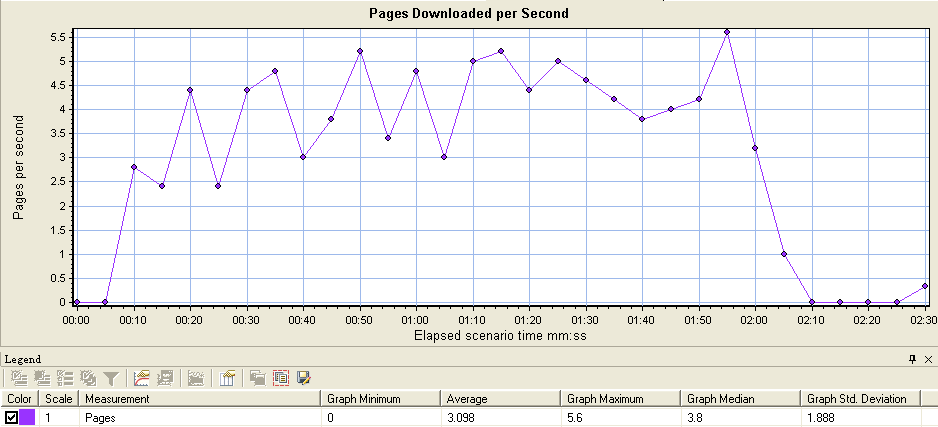 Pages Downloaded per Second
Pages per second
5.5
5
4.5
4
3.5
3
2.5
2
1.5
1
0.5
0
00:00 00:10 00:20 00:30 00:40 00:50 01:00 01:10 01:20 01:30 01:40 01:50 02:00 02:10 02:20 02:30
Elapsed scenario time mm:ss
Legend
Color Scale Measurement Graph Minimum Average Graph Maximum Graph Median Graph Std. Deviation
1 Pages 0 3.098 5.6 3.8 1.888